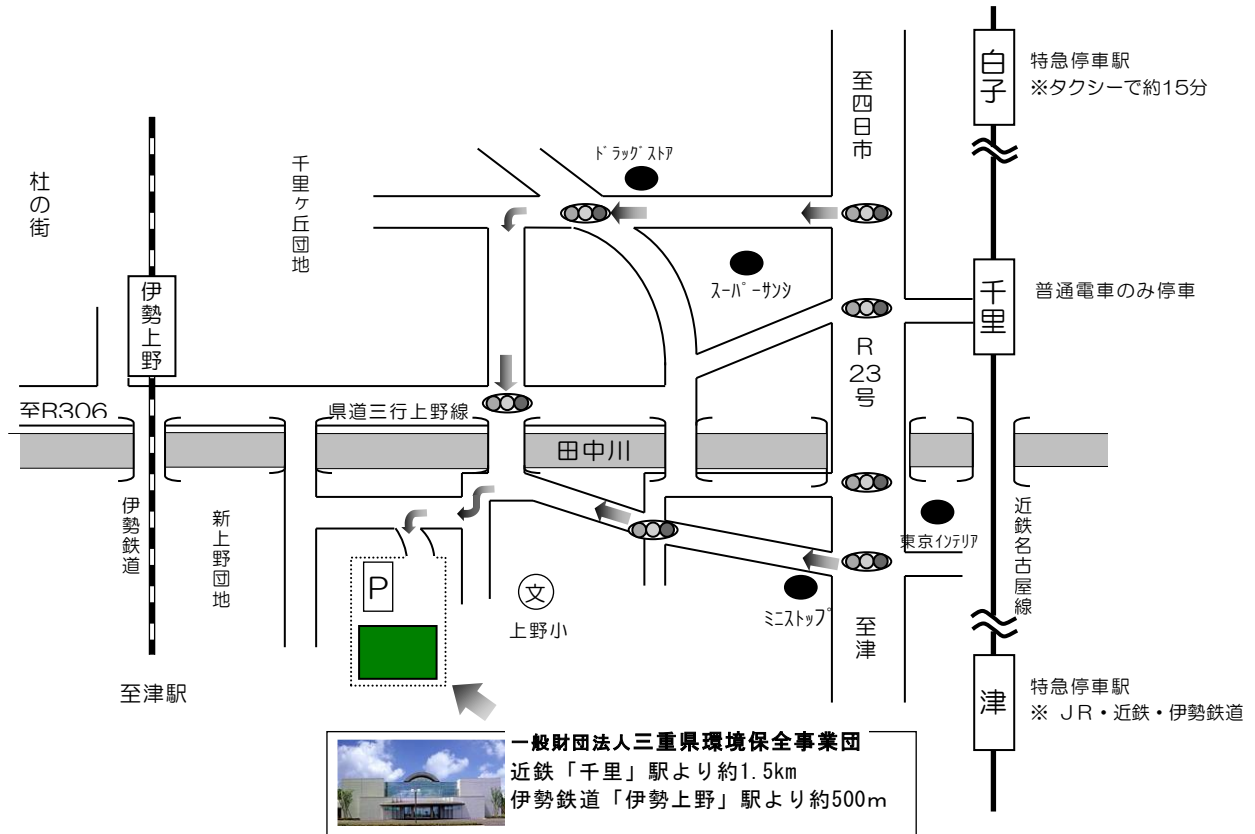 白子
特急停車駅
※タクシーで約15分
至四日市
ﾄﾞﾗｯｸﾞｽﾄｱ
千里ヶ丘団地
杜の街
スーパーサンシ
伊勢上野
千里
普通電車のみ停車
R23号
至R306
県道三行上野線
田中川
伊勢鉄道
新上野団地
近鉄名古屋線
東京ｲﾝﾃﾘｱ
P
文
上野小
ﾐﾆｽﾄｯﾌﾟ
至津
至津駅
津
特急停車駅
※ JR・近鉄・伊勢鉄道
一般財団法人三重県環境保全事業団
近鉄「千里」駅より約1.5km
伊勢鉄道「伊勢上野」駅より約500m